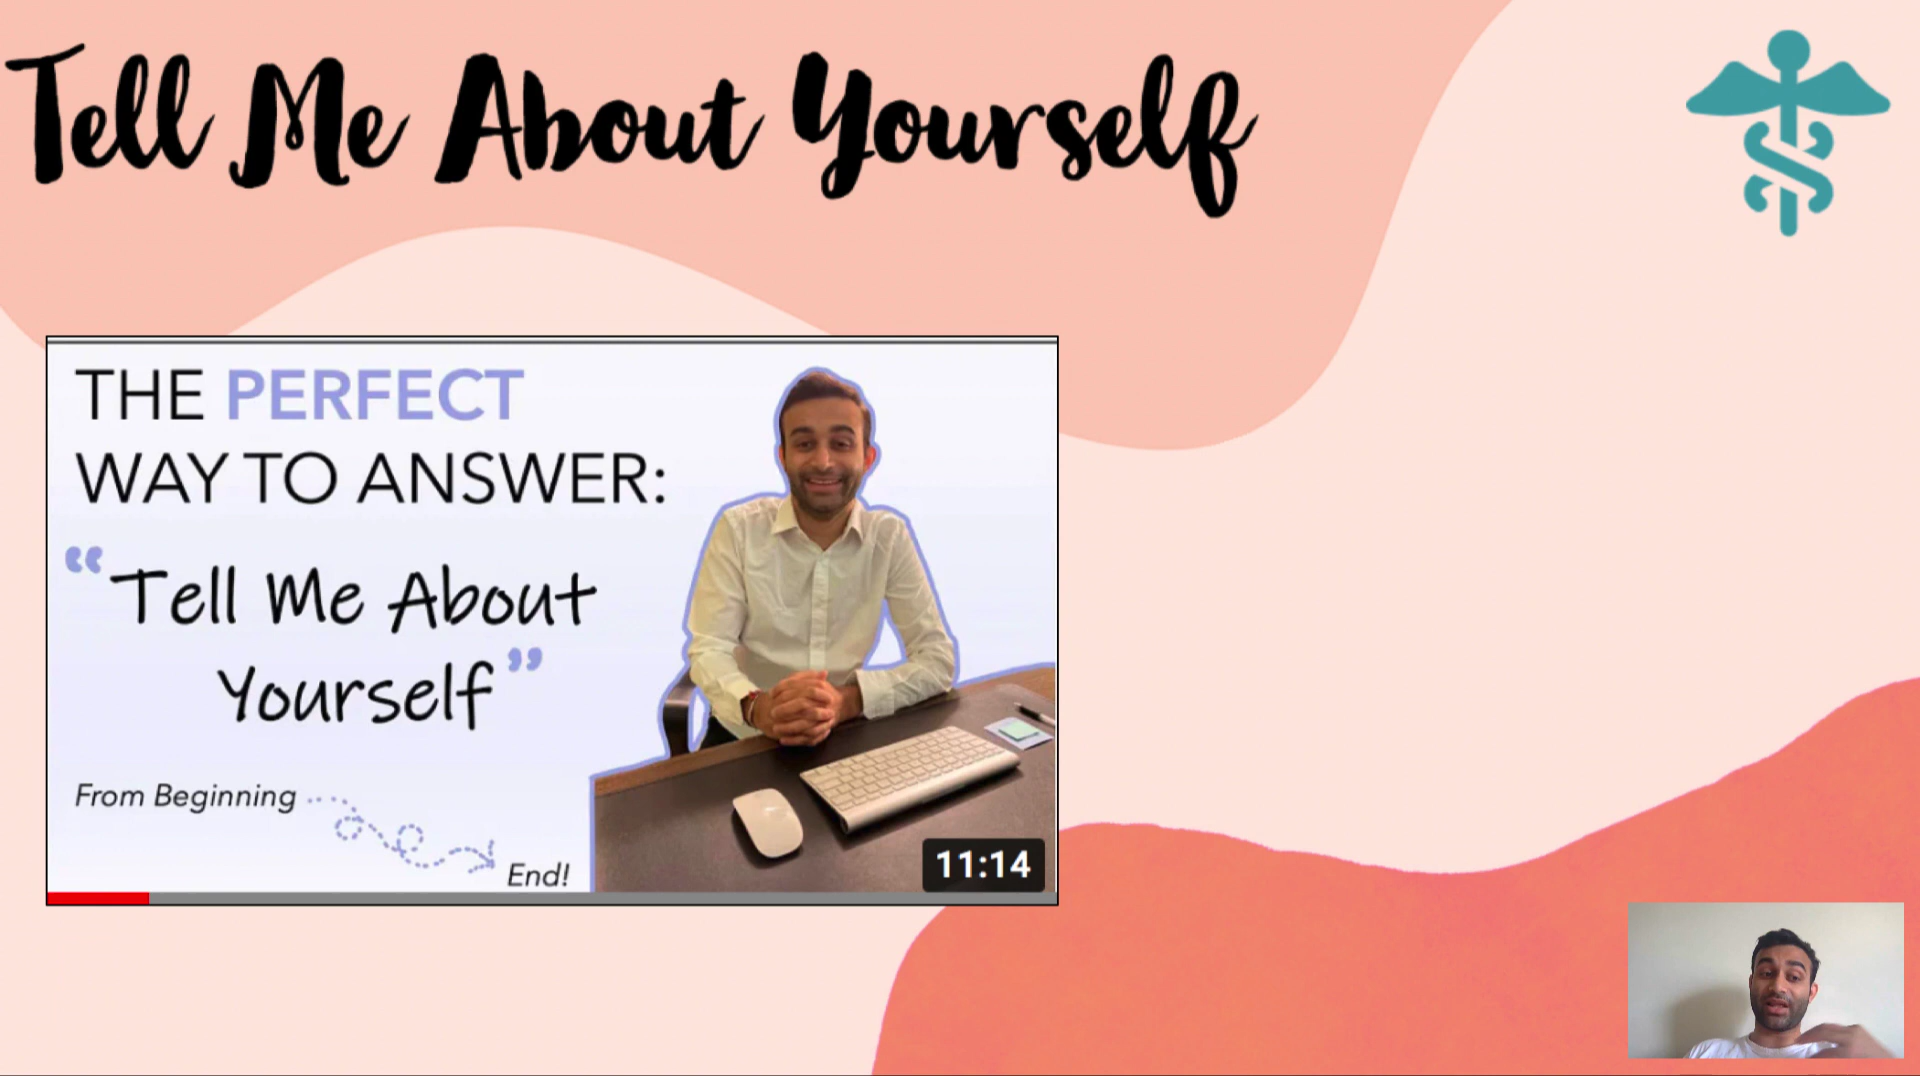 Tell Me About Yourself
THE PERFECT
WAY TO ANSWER:
“Tell Me About
Yourself”
From Beginning
End!
11:14